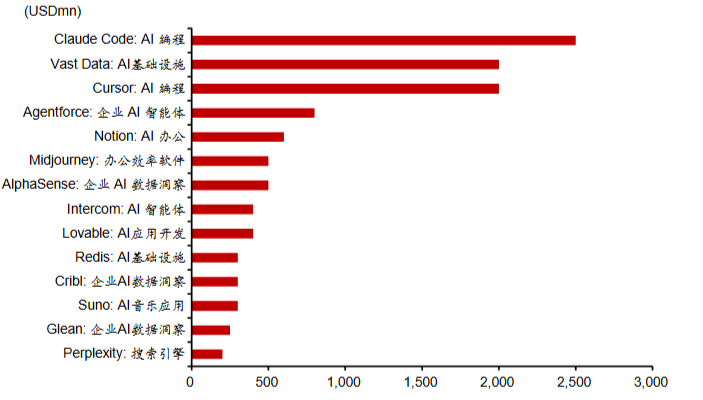 (USDmn)
Claude Code: AI 编程
Vast Data: AI基础设施
Cursor: AI 编程
Agentforce: 企业 AI 智能体
Notion: AI 办公
Midjourney: 办公效率软件
AlphaSense: 企业 AI 数据洞察
Intercom: AI 智能体
Lovable: AI应用开发
Redis: AI基础设施
Cribl: 企业AI数据洞察
Suno: AI音乐应用
Glean: 企业AI数据洞察
Perplexity: 搜索引擎
0 500 1,000 1,500 2,000 2,500 3,000